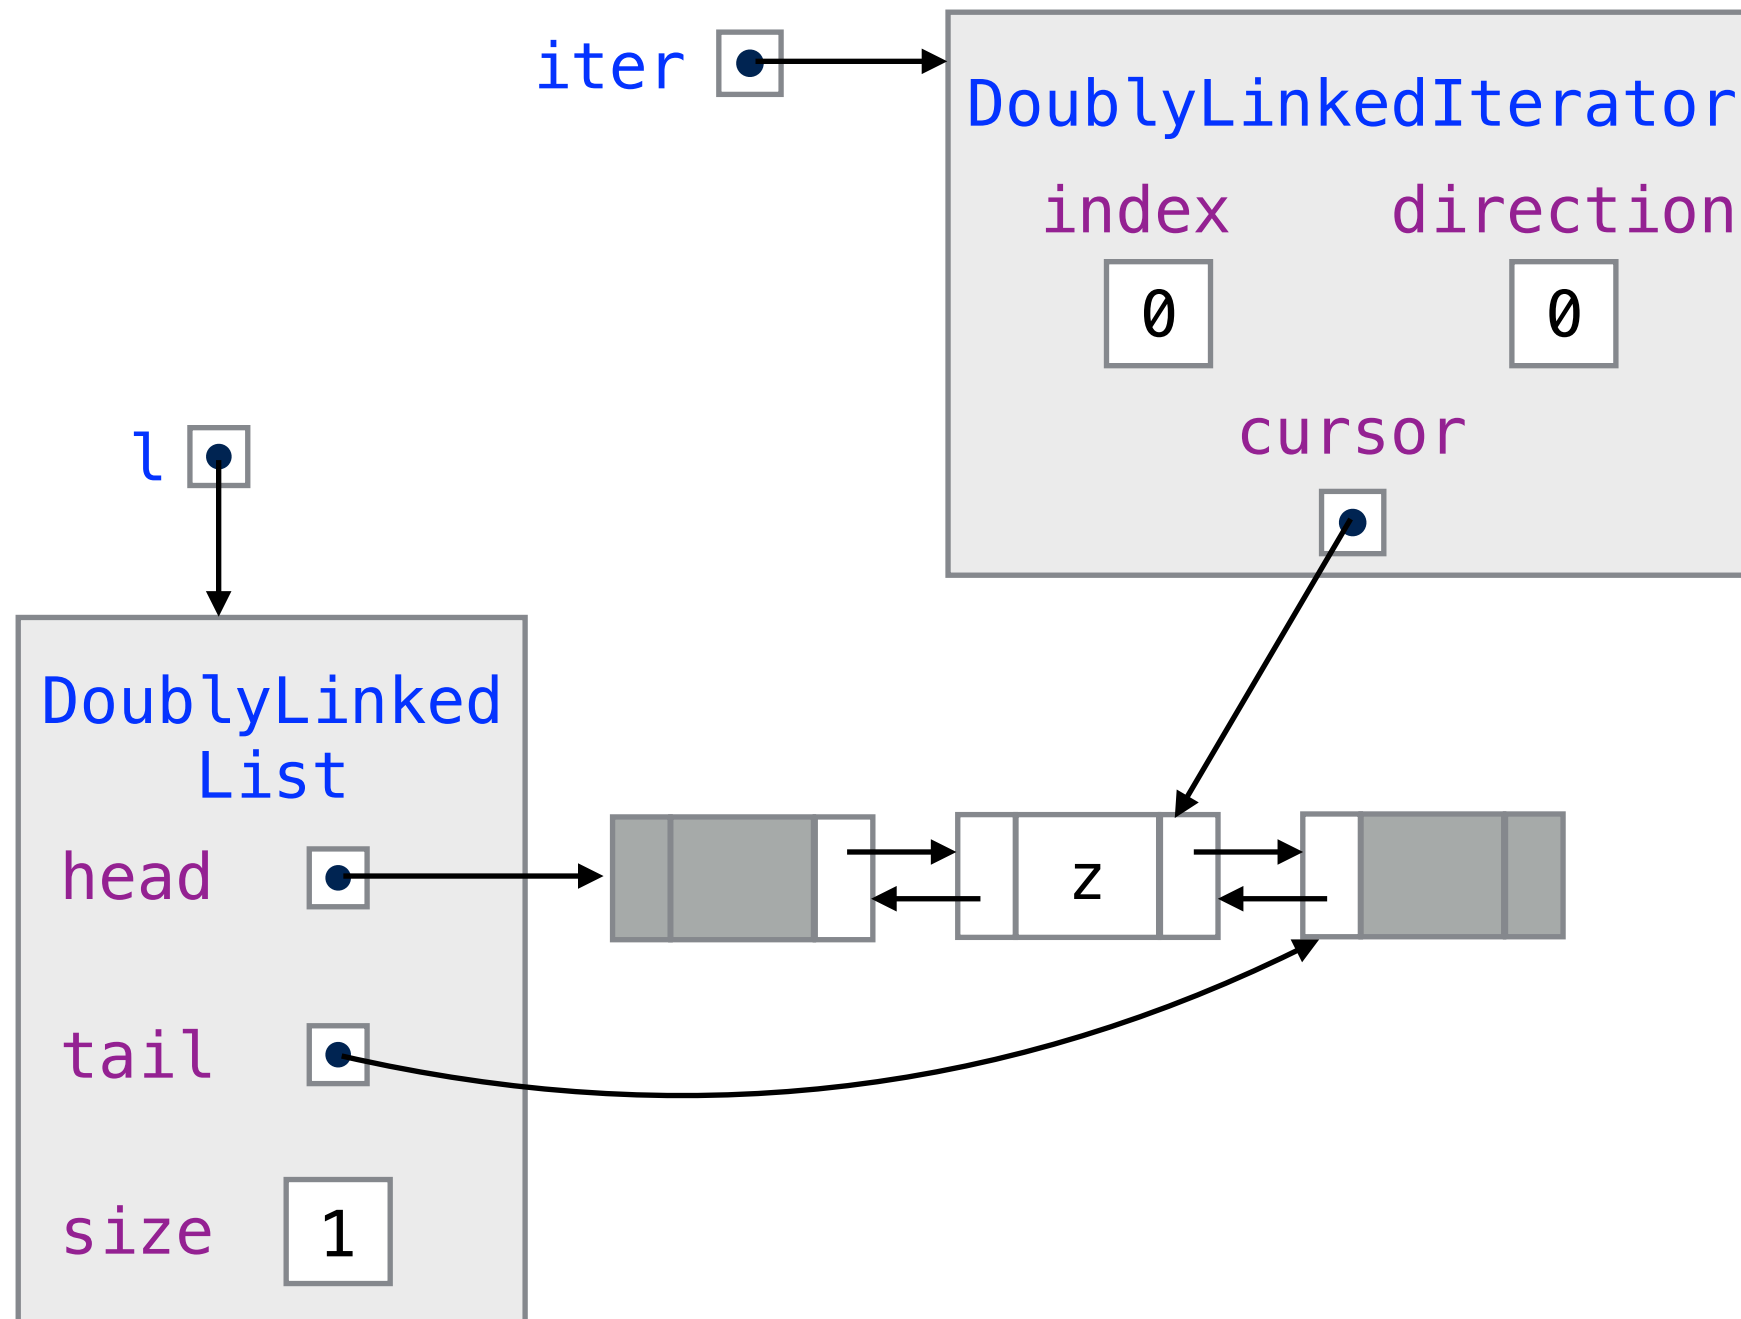 iter
DoublyLinkedIterator
index direction
0 0
cursor
l
DoublyLinked
List
head
z
tail
size 1